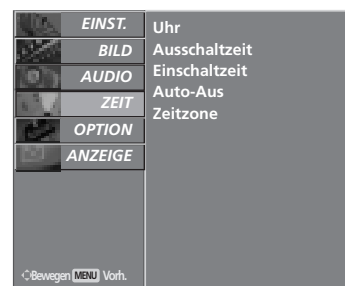 EINST.
BILD
AUDIO
ZEIT
OPTION
ANZEIGE
Uhr
Ausschaltzeit
Einschaltzeit
Auto-Aus
Zeitzone
Bewegen MENU Vorh.